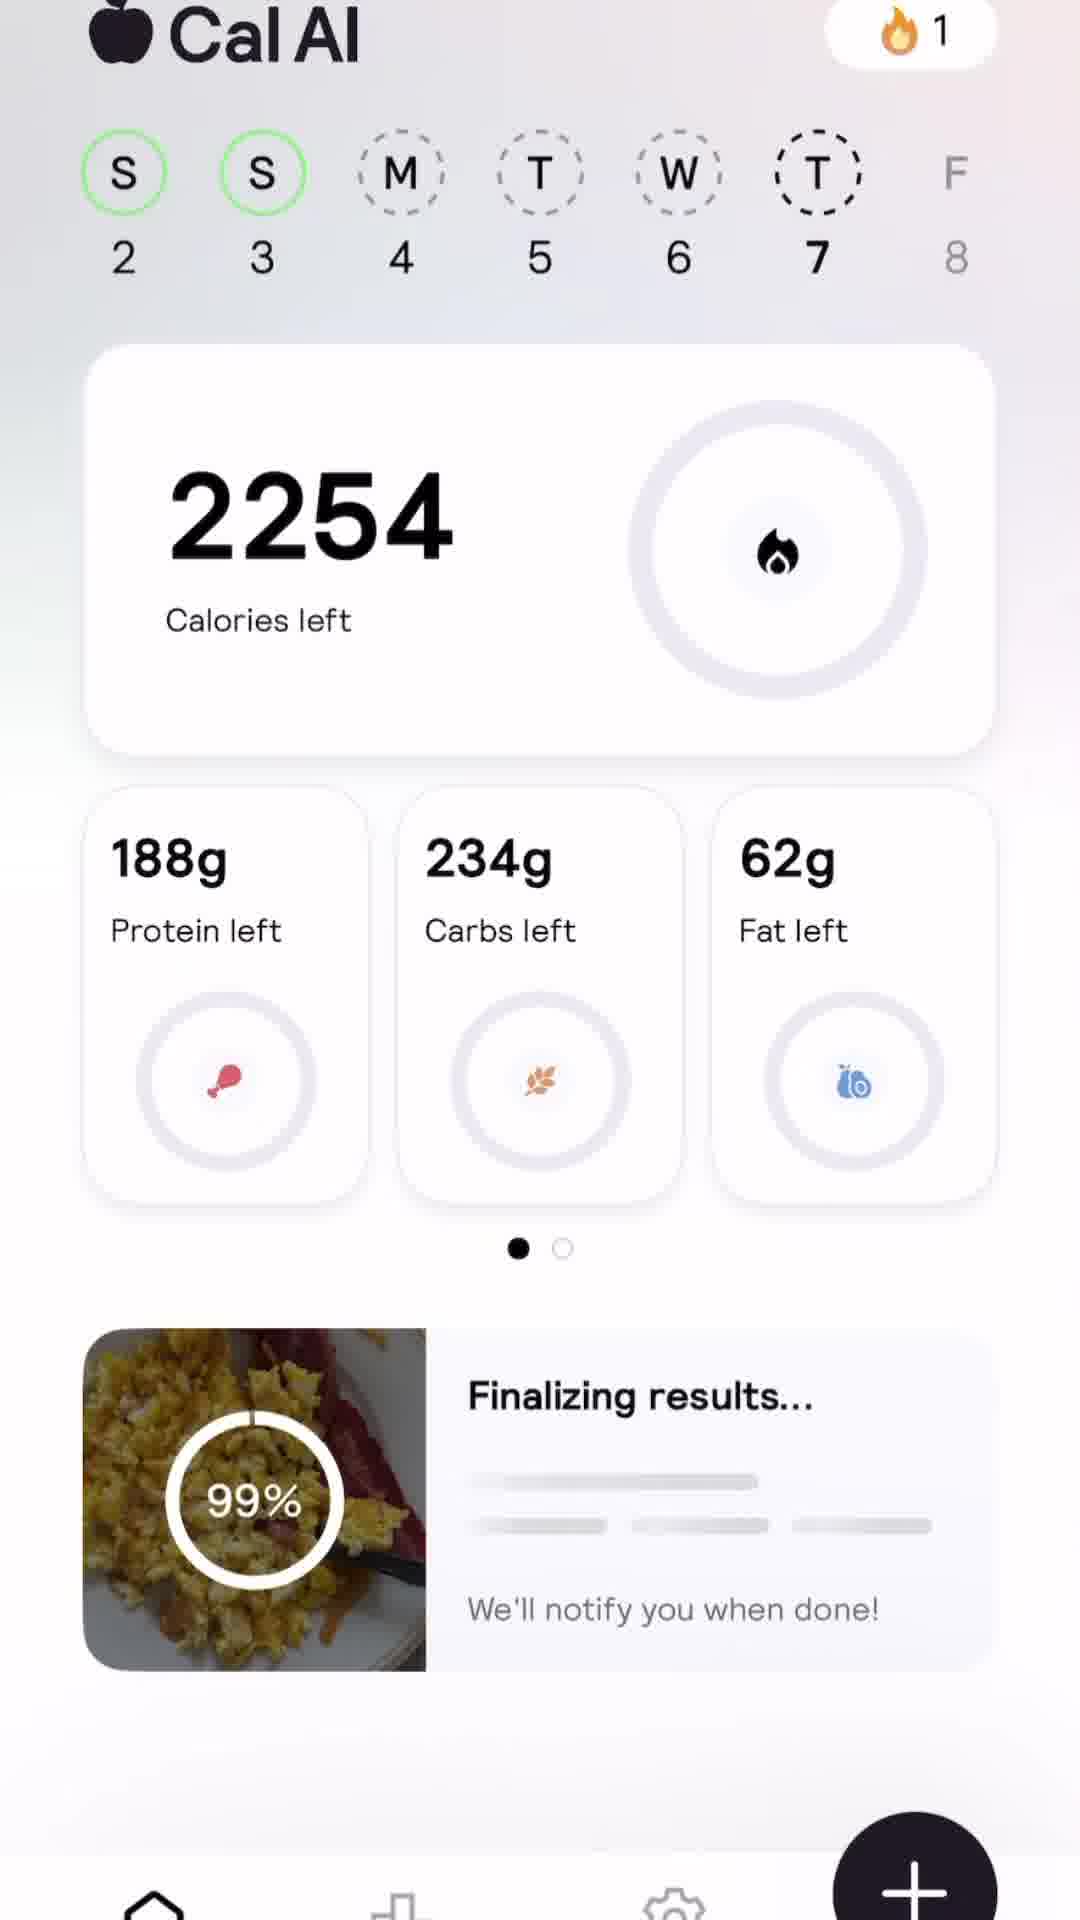 Cal AI
1
S S M T W T F
2 3 4 5 6 7 8
2254
Calories left
188g
Protein left
234g
Carbs left
62g
Fat left
99%
Finalizing results...
We'll notify you when done!